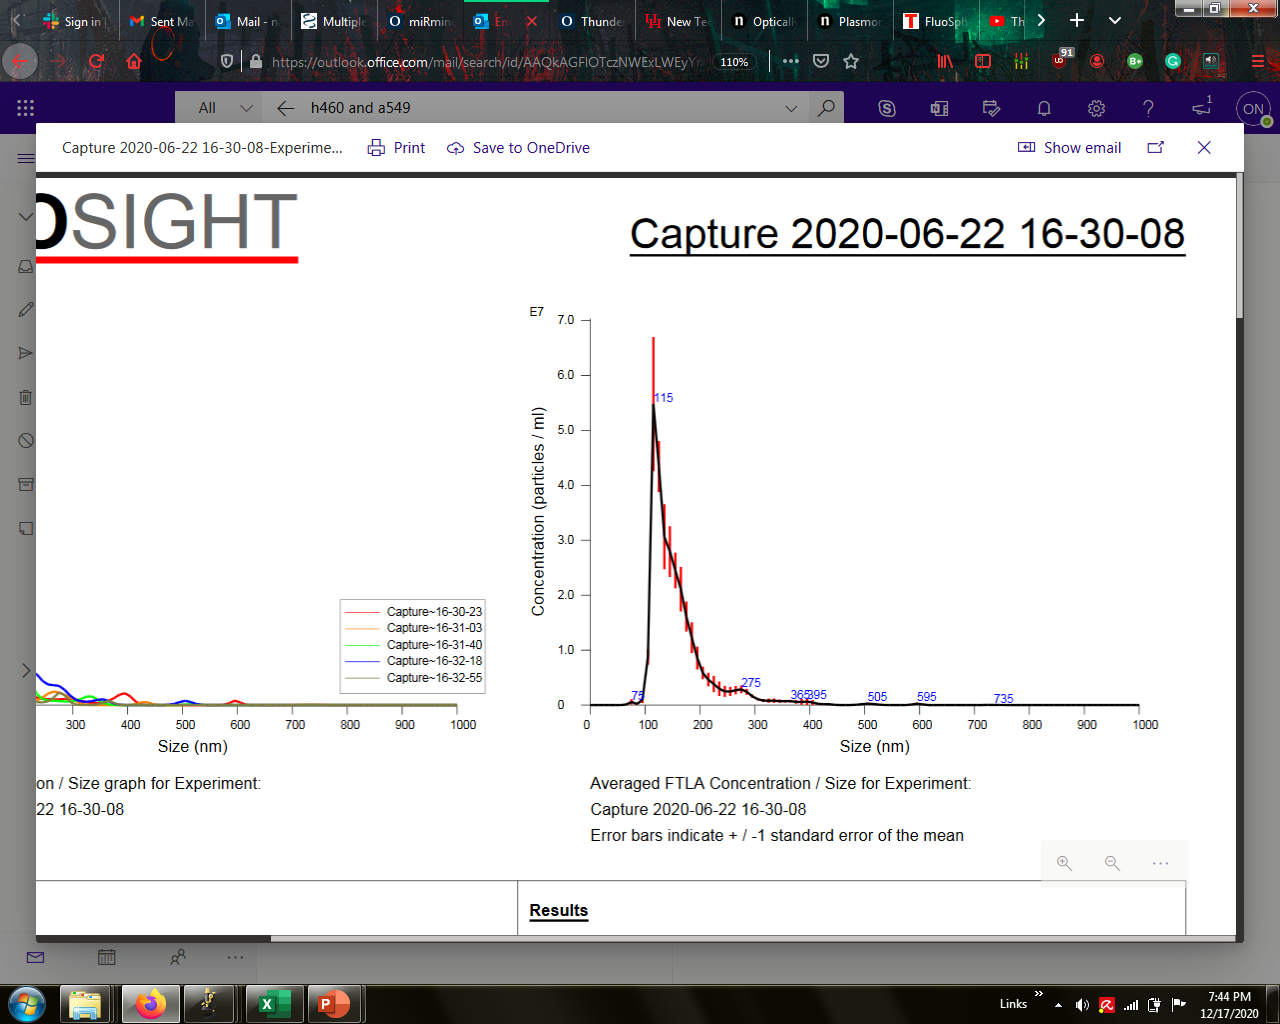 Sign in
Sent Ma
Mail - n
Multiple
miRmin
Em
Thunde
New Te
Optically
Plasmor
FluoSph
Th
https://outlook.office.com/mail/search/id/AAQkAGFlOTczNWExLWEyY
110%
91
All
h460 and a549
1
ON
Capture 2020-06-22 16-30-08-Experime...
Print
Save to OneDrive
Show email
OSIGHT
Capture 2020-06-22 16-30-08
E7
7.0
6.0
5.0
4.0
3.0
2.0
1.0
0
Concentration (particles / ml)
115
75
275
365
395
505
595
735
0 100 200 300 400 500 600 700 800 900 1000
Size (nm)
Averaged FTLA Concentration / Size for Experiment:
Capture 2020-06-22 16-30-08
Error bars indicate + / -1 standard error of the mean
Capture~16-30-23
Capture~16-31-03
Capture~16-31-40
Capture~16-32-18
Capture~16-32-55
300 400 500 600 700 800 900 1000
Size (nm)
on / Size graph for Experiment:
22 16-30-08
Results
Links
7:44 PM
12/17/2020